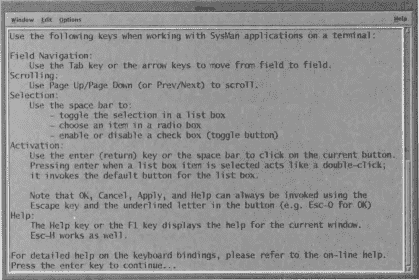 Window Edit Options Help
Use the following keys when working with SysMan applications on a terminal:
Field Navigation:
Use the Tab key or the arrow keys to move from field to field.
Scrolling:
Use Page Up/Page Down (or Prev/Next) to scroll.
Selection:
Use the space bar to:
- toggle the selection in a list box
- choose an item in a radio box
- enable or disable a check box (toggle button)
Activation:
Use the enter (return) key or the space bar to click on the current button.
Pressing enter when a list box item is selected acts like a double-click;
it invokes the default button for the list box.
Note that OK, Cancel, Apply, and Help can always be invoked using the
Escape key and the underlined letter in the button (e.g. Esc-O for OK)
Help:
The Help key or the F1 key displays the help for the current window.
Esc-H works as well.
For detailed help on the keyboard bindings, please refer to the on-line help.
Press the enter key to continue...